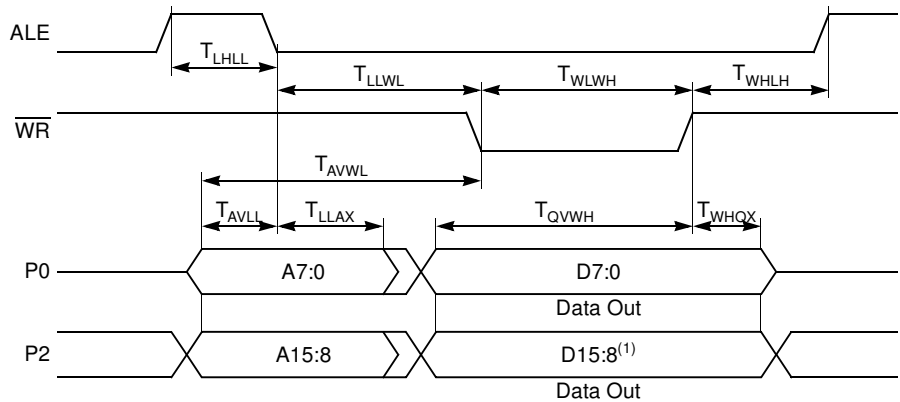 ALE
T_LHLL
T_LLWL T_WLWH T_WHLH
WR
T_AVWL
T_AVLL T_LLAX T_QVWH T_WHQX
P0 A7:0 D7:0
Data Out
P2 A15:8 D15:8(1)
Data Out